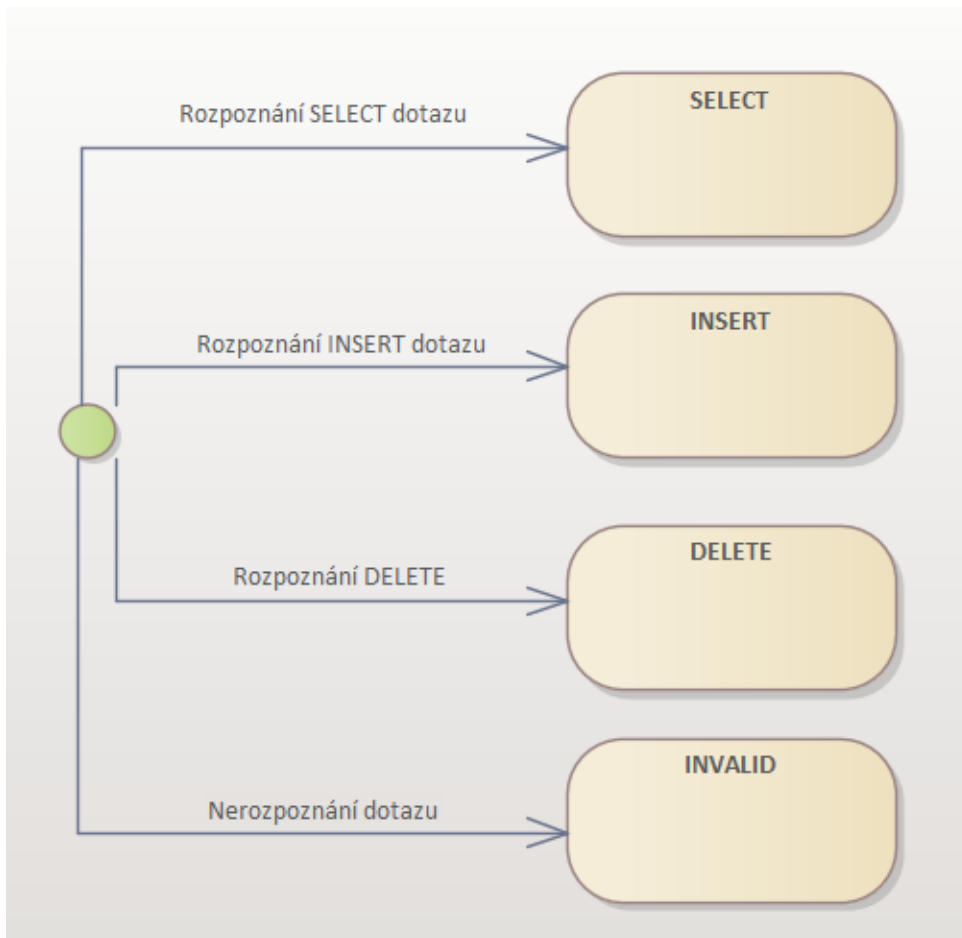 Rozpoznání SELECT dotazu
SELECT
Rozpoznání INSERT dotazu
INSERT
Rozpoznání DELETE
DELETE
Nerozpoznání dotazu
INVALID